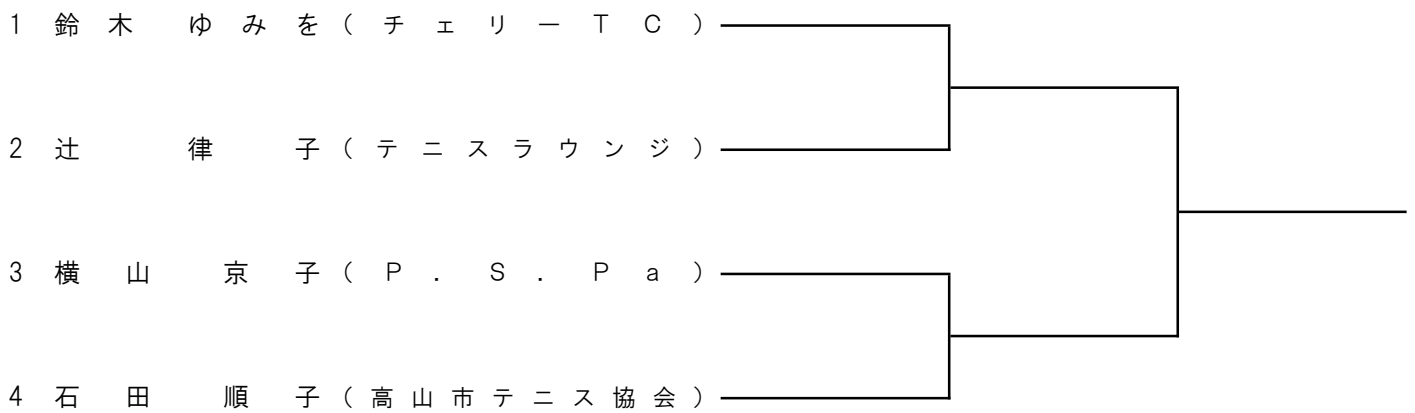 1 鈴木 ゆみを(チェリーTC)
2 辻 律子(テニスラウンジ)
3 横山 京子(P.S.Pa)
4 石田 順子(高山市テニス協会)